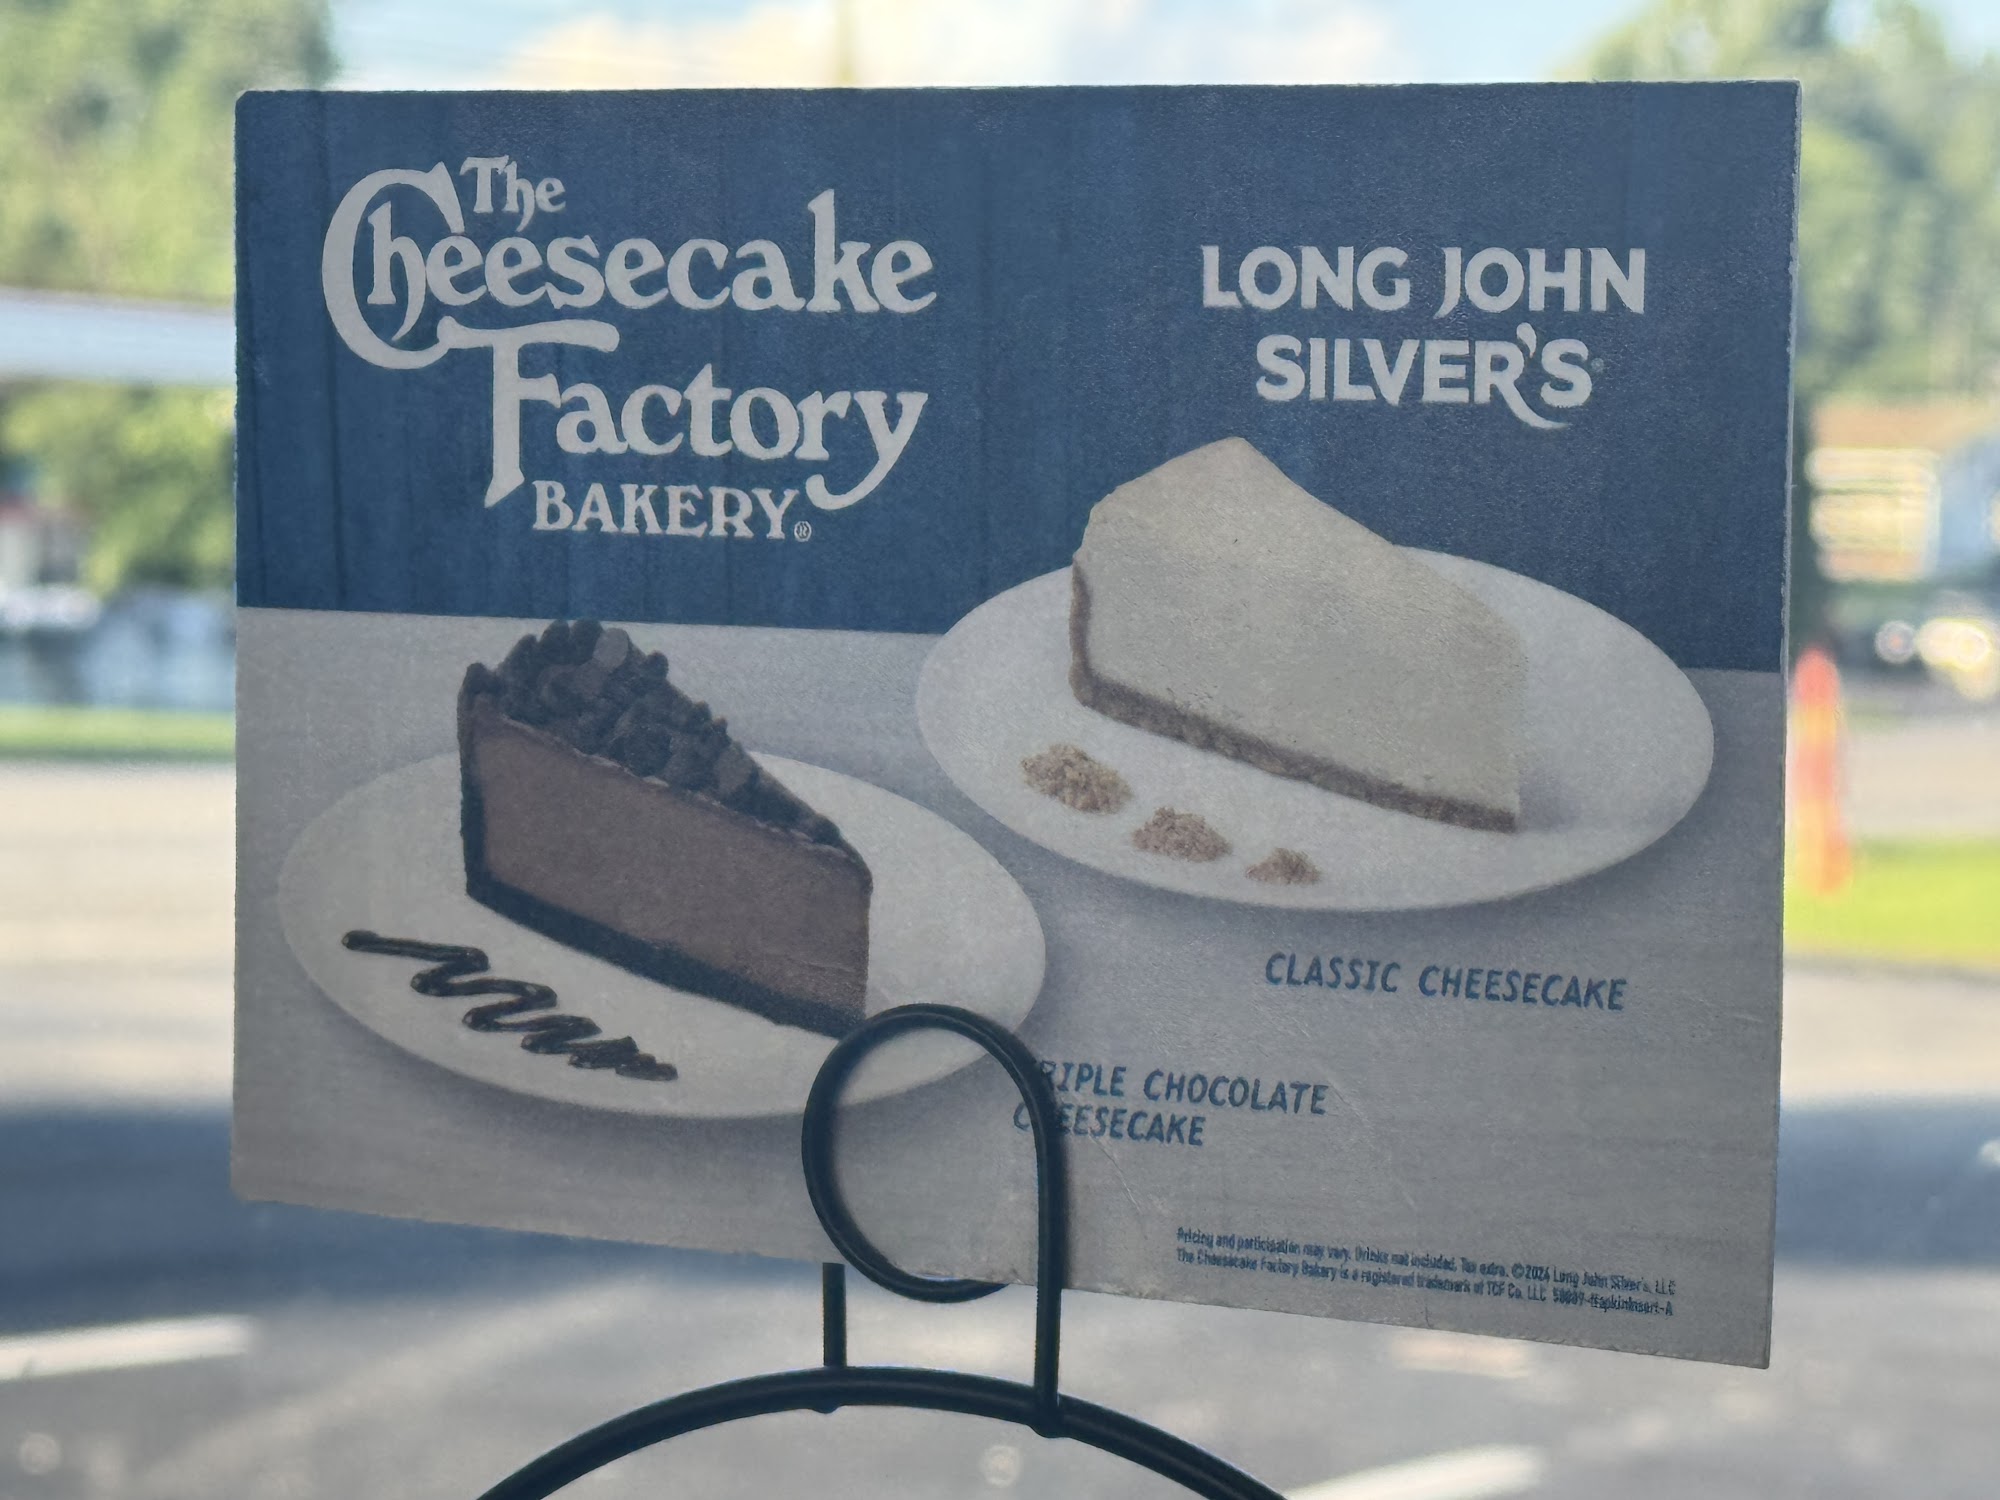 The
Cheesecake
Factory
BAKERY®
LONG JOHN
SILVER'S
CLASSIC CHEESECAKE
RIPLE CHOCOLATE
C EESECAKE
Pricing and participation may vary. Drinks not included. Tax extra. ©2024 Long John Silver's, LLC
The Cheesecake Factory Bakery is a registered trademark of TCF Co. LLC 58087-NapkinInsert-A